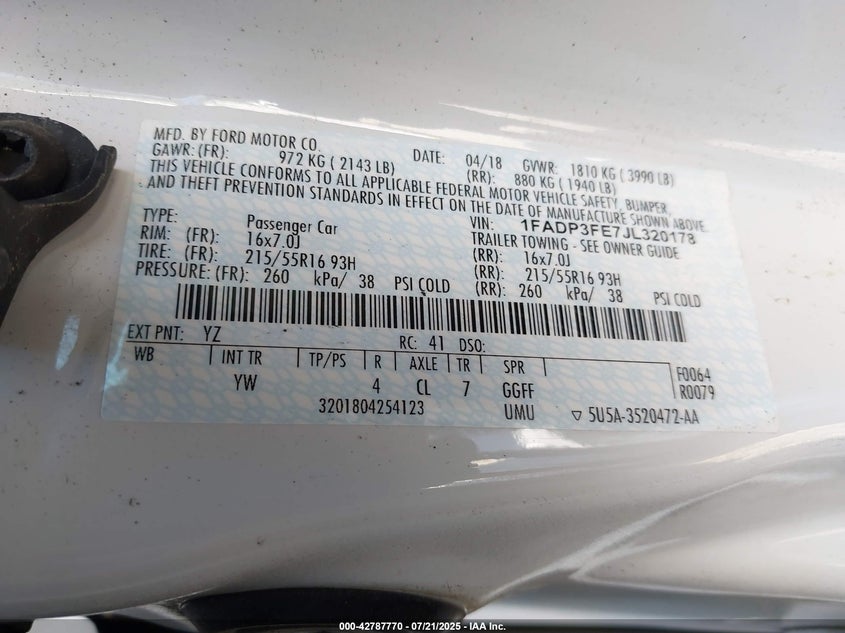 MFD. BY FORD MOTOR CO.
DATE: 04/18 GVWR: 1810 KG ( 3990 LB)
GAWR: (FR): 972 KG ( 2143 LB) (RR): 880 KG ( 1940 LB)
THIS VEHICLE CONFORMS TO ALL APPLICABLE FEDERAL MOTOR VEHICLE SAFETY, BUMPER,
AND THEFT PREVENTION STANDARDS IN EFFECT ON THE DATE OF MANUFACTURE SHOWN ABOVE.
VIN: 1FADP3FE7JL320178
TYPE: Passenger Car TRAILER TOWING - SEE OWNER GUIDE
RIM: (FR): 16x7.0J (RR): 16x7.0J
TIRE: (FR): 215/55R16 93H (RR): 215/55R16 93H
PRESSURE: (FR): 260 kPa/ 38 PSI COLD (RR): 260 kPa/ 38 PSI COLD
EXT PNT: YZ RC: 41 DSO:
WB INT TR TP/PS R AXLE TR SPR F0064
YW 4 CL 7 GGFF R0079
3201804254123 UMU ▽ 5U5A-3520472-AA
000-42787770 - 07/21/2025 - IAA Inc.